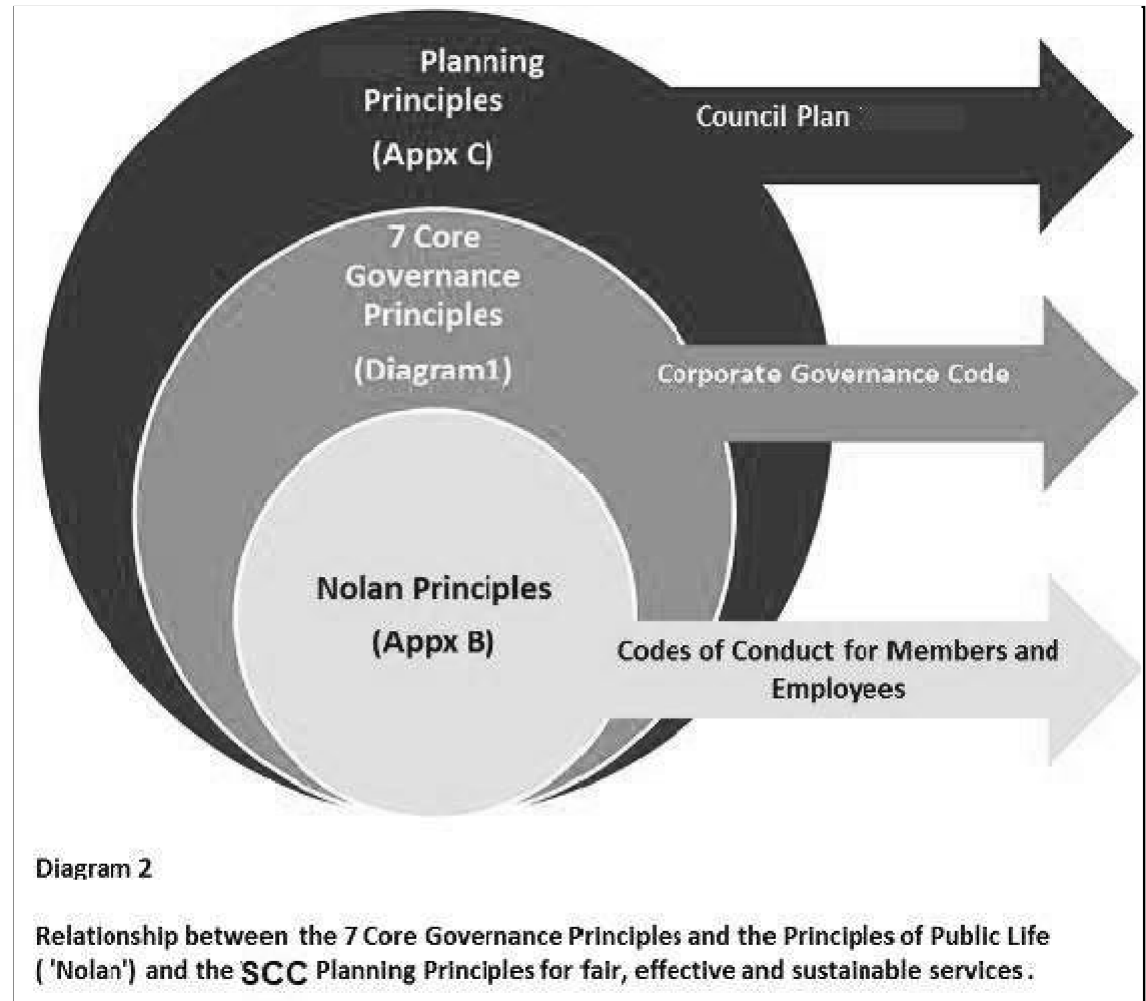 Planning
Principles
(Appx C)
Council Plan
7 Core
Governance
Principles
(Diagram1)
Corporate Governance Code
Nolan Principles
(Appx B)
Codes of Conduct for Members and
Employees
Diagram 2
Relationship between the 7 Core Governance Principles and the Principles of Public Life
( 'Nolan') and the SCC Planning Principles for fair, effective and sustainable services.